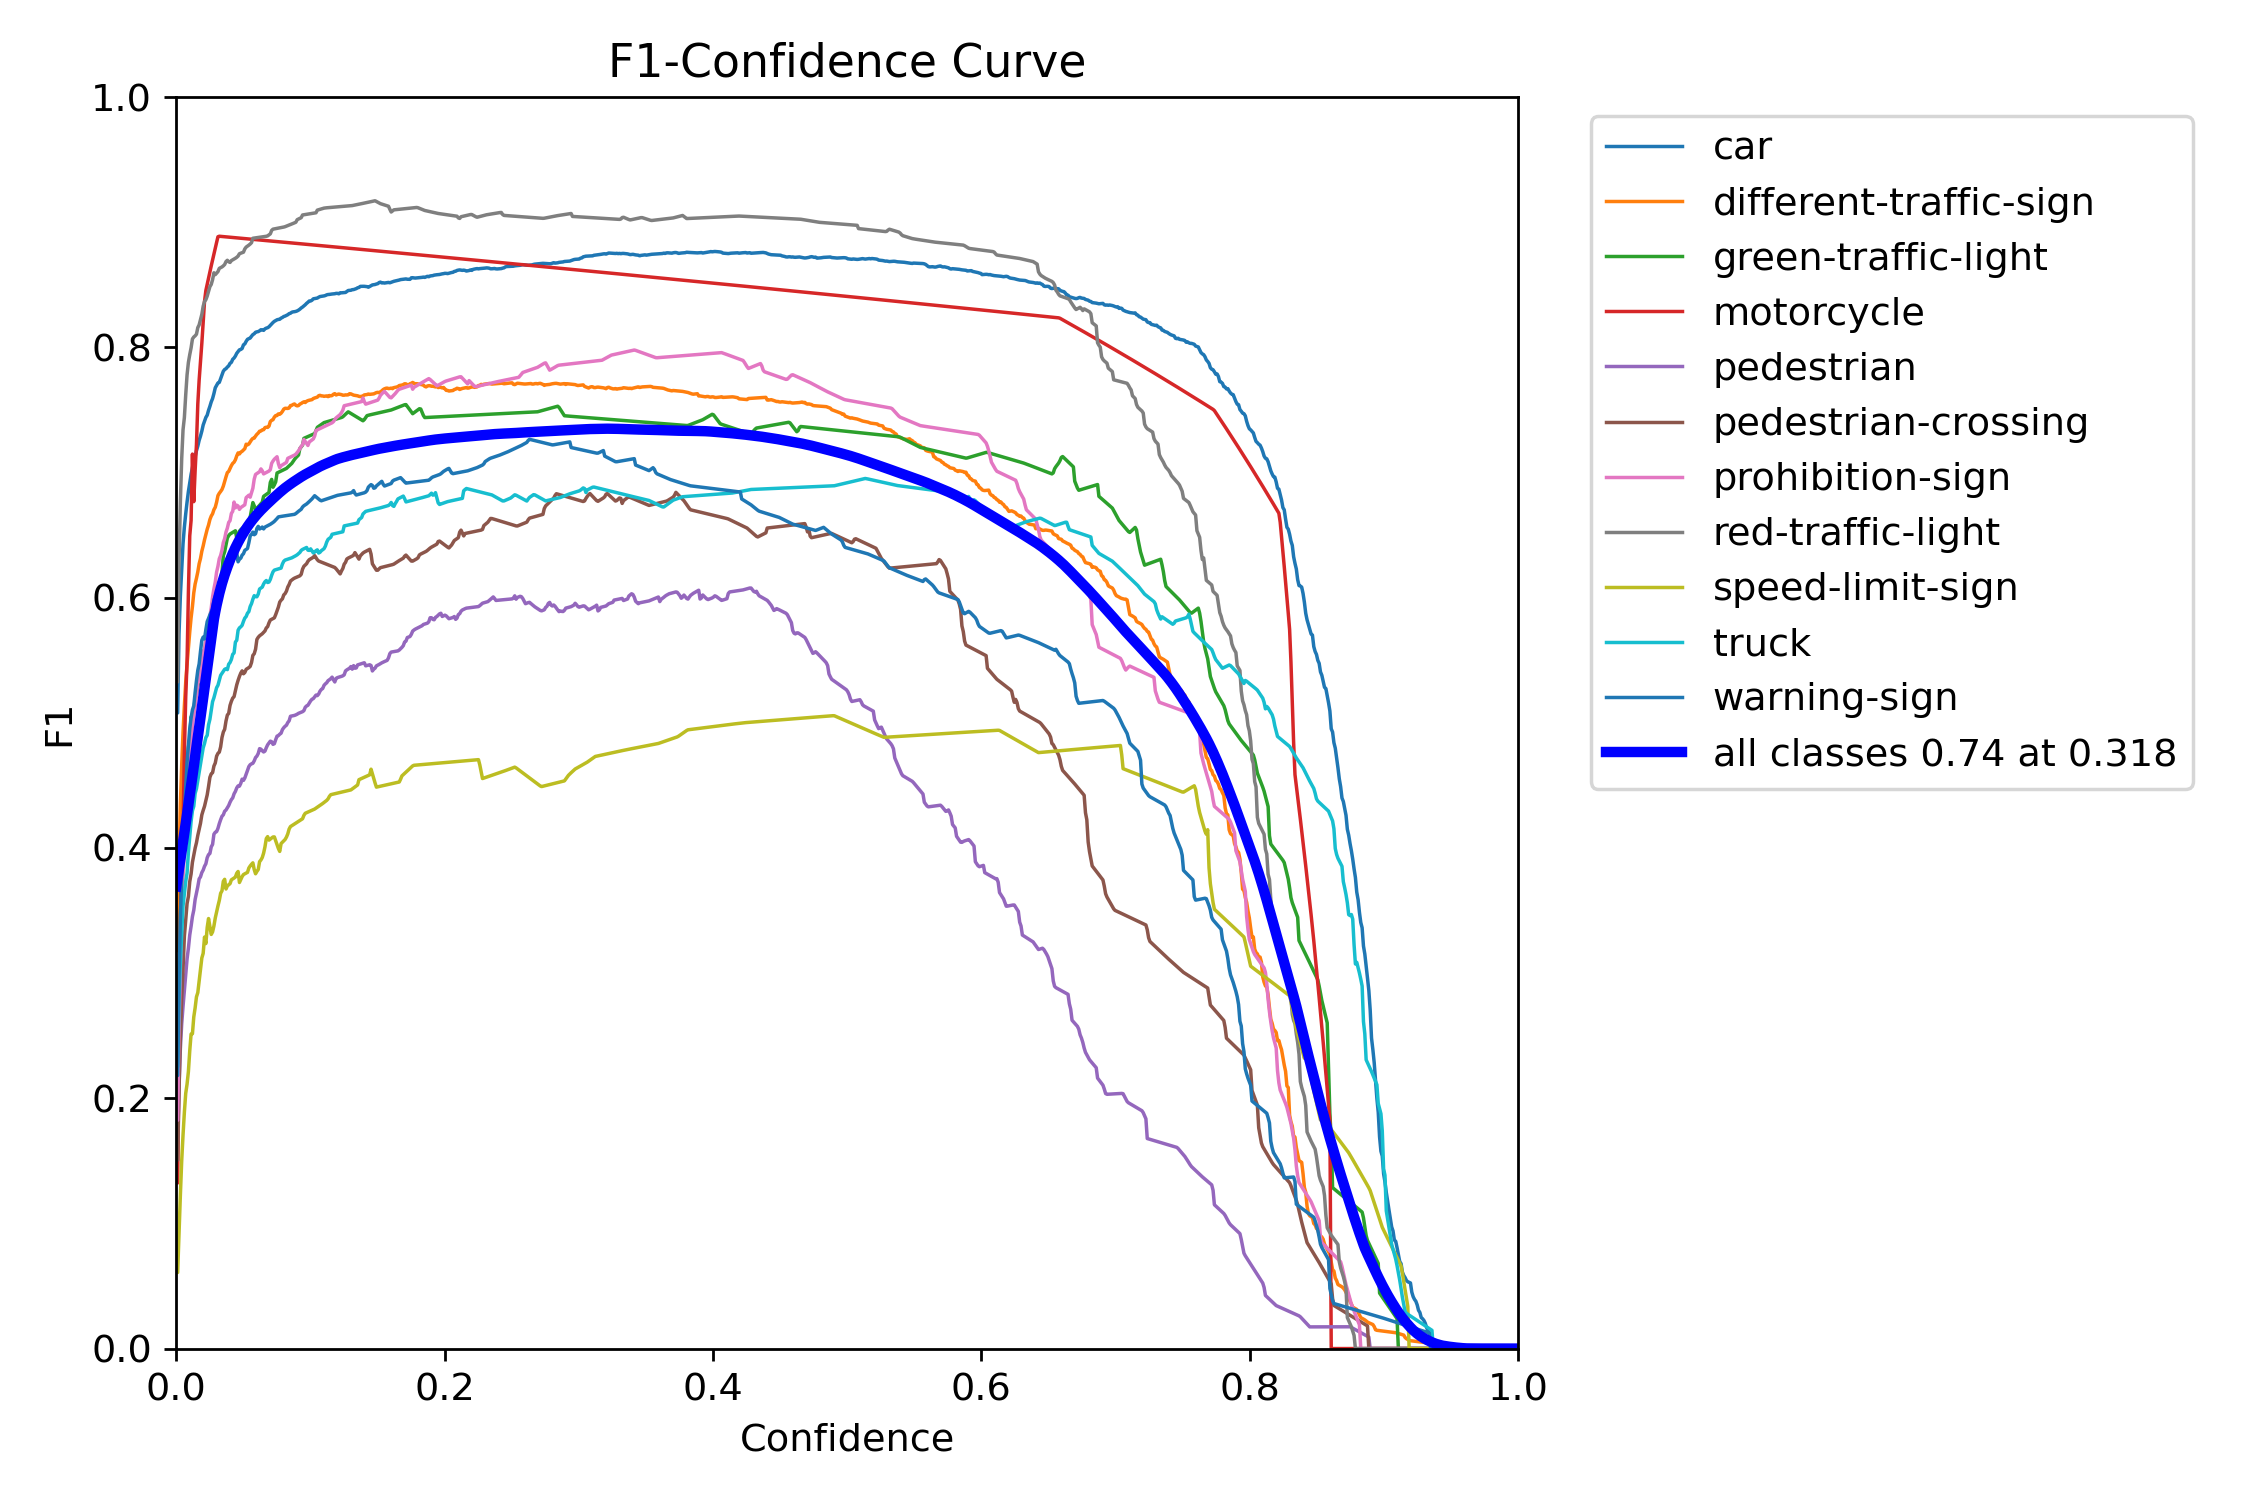 F1-Confidence Curve
1.0
0.8
0.6
0.4
0.2
0.0
F1
0.0 0.2 0.4 0.6 0.8 1.0
Confidence
car
different-traffic-sign
green-traffic-light
motorcycle
pedestrian
pedestrian-crossing
prohibition-sign
red-traffic-light
speed-limit-sign
truck
warning-sign
all classes 0.74 at 0.318